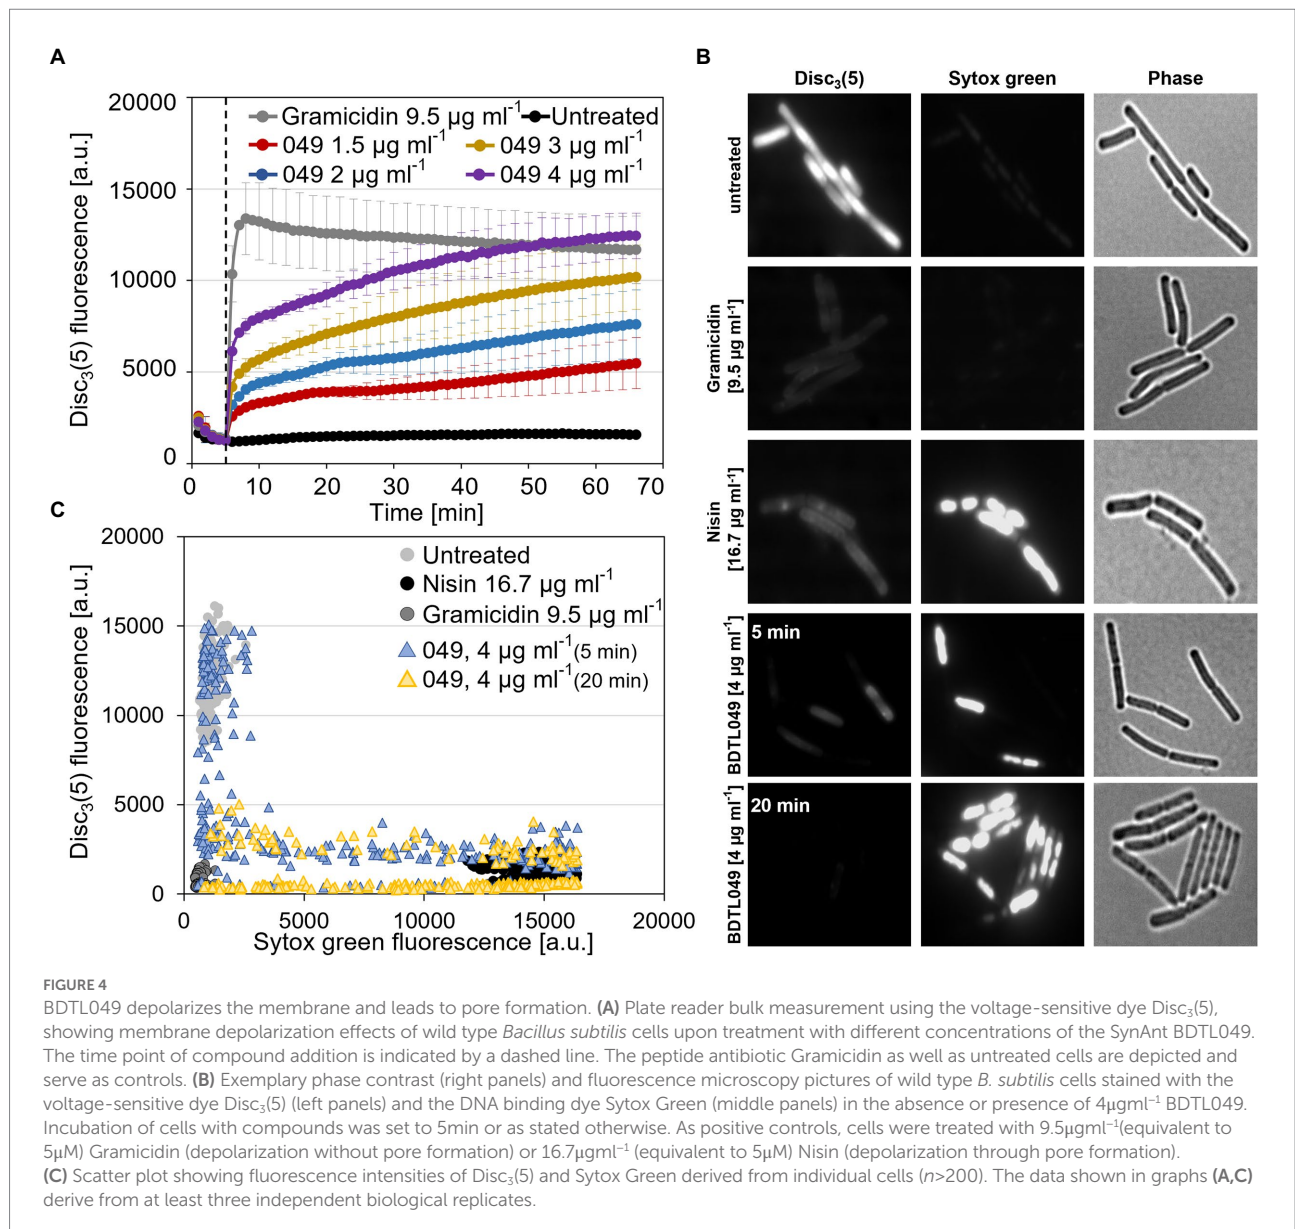 A
20000
15000
10000
5000
0
Disc₃(5) fluorescence [a.u.]
Gramicidin 9.5 µg ml⁻¹
Untreated
049 1.5 µg ml⁻¹
049 3 µg ml⁻¹
049 2 µg ml⁻¹
049 4 µg ml⁻¹
0 10 20 30 40 50 60 70
Time [min]
B
Disc₃(5) Sytox green Phase
untreated
Gramicidin
[9.5 µg ml⁻¹]
Nisin
[16.7 µg ml⁻¹]
BDTL049 [4 µg ml⁻¹]
5 min
BDTL049 [4 µg ml⁻¹]
20 min
C
20000
15000
10000
5000
0
Disc₃(5) fluorescence [a.u.]
Untreated
Nisin 16.7 µg ml⁻¹
Gramicidin 9.5 µg ml⁻¹
049, 4 µg ml⁻¹ (5 min)
049, 4 µg ml⁻¹ (20 min)
0 5000 10000 15000 20000
Sytox green fluorescence [a.u.]
FIGURE 4
BDTL049 depolarizes the membrane and leads to pore formation. (A) Plate reader bulk measurement using the voltage-sensitive dye Disc₃(5),
showing membrane depolarization effects of wild type Bacillus subtilis cells upon treatment with different concentrations of the SynAnt BDTL049.
The time point of compound addition is indicated by a dashed line. The peptide antibiotic Gramicidin as well as untreated cells are depicted and
serve as controls. (B) Exemplary phase contrast (right panels) and fluorescence microscopy pictures of wild type B. subtilis cells stained with the
voltage-sensitive dye Disc₃(5) (left panels) and the DNA binding dye Sytox Green (middle panels) in the absence or presence of 4µgml⁻¹ BDTL049.
Incubation of cells with compounds was set to 5min or as stated otherwise. As positive controls, cells were treated with 9.5µgml⁻¹(equivalent to
5µM) Gramicidin (depolarization without pore formation) or 16.7µgml⁻¹ (equivalent to 5µM) Nisin (depolarization through pore formation).
(C) Scatter plot showing fluorescence intensities of Disc₃(5) and Sytox Green derived from individual cells (n>200). The data shown in graphs (A,C)
derive from at least three independent biological replicates.